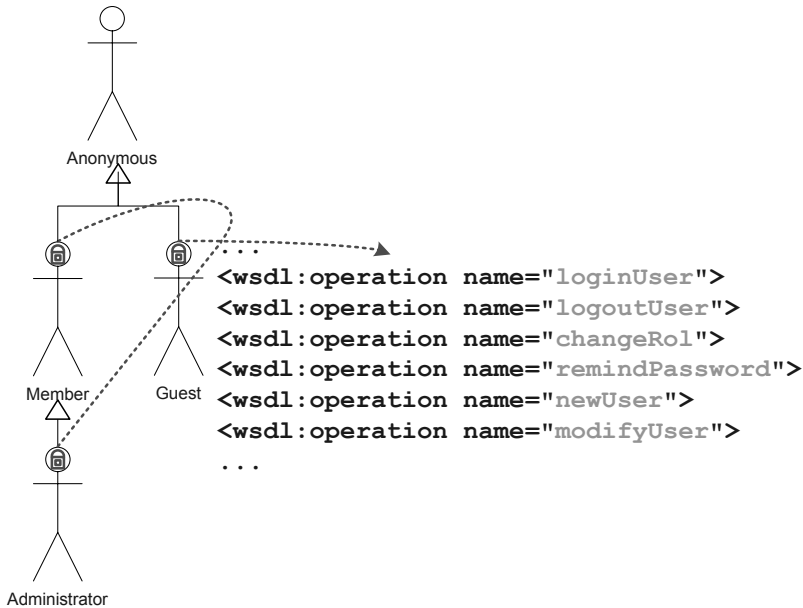 Anonymous
...
<wsdl:operation name="loginUser">
<wsdl:operation name="logoutUser">
<wsdl:operation name="changeRol">
<wsdl:operation name="remindPassword">
<wsdl:operation name="newUser">
<wsdl:operation name="modifyUser">
...
Member
Guest
Administrator